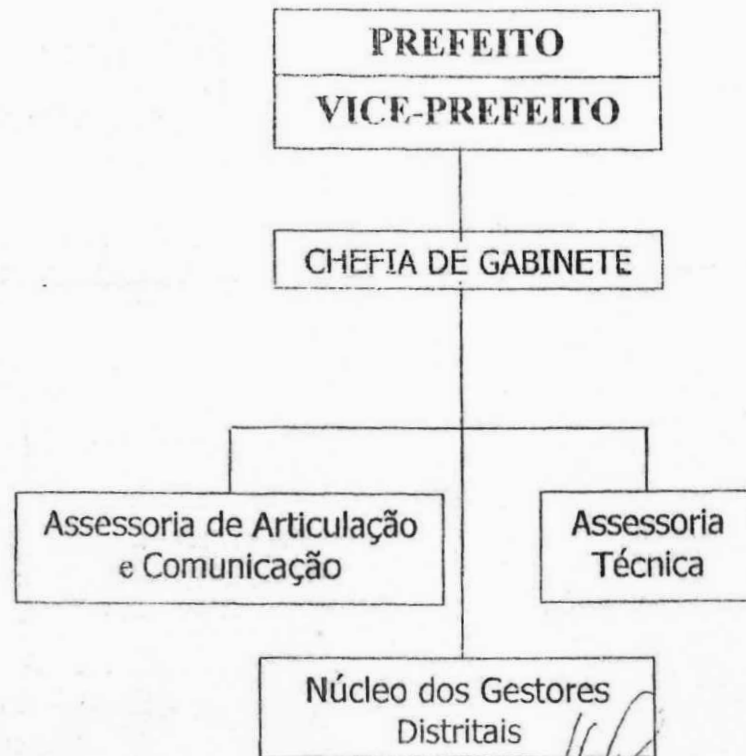 PREFEITO
VICE-PREFEITO
CHEFIA DE GABINETE
Assessoria de Articulação
e Comunicação
Assessoria
Técnica
Núcleo dos Gestores
Distritais